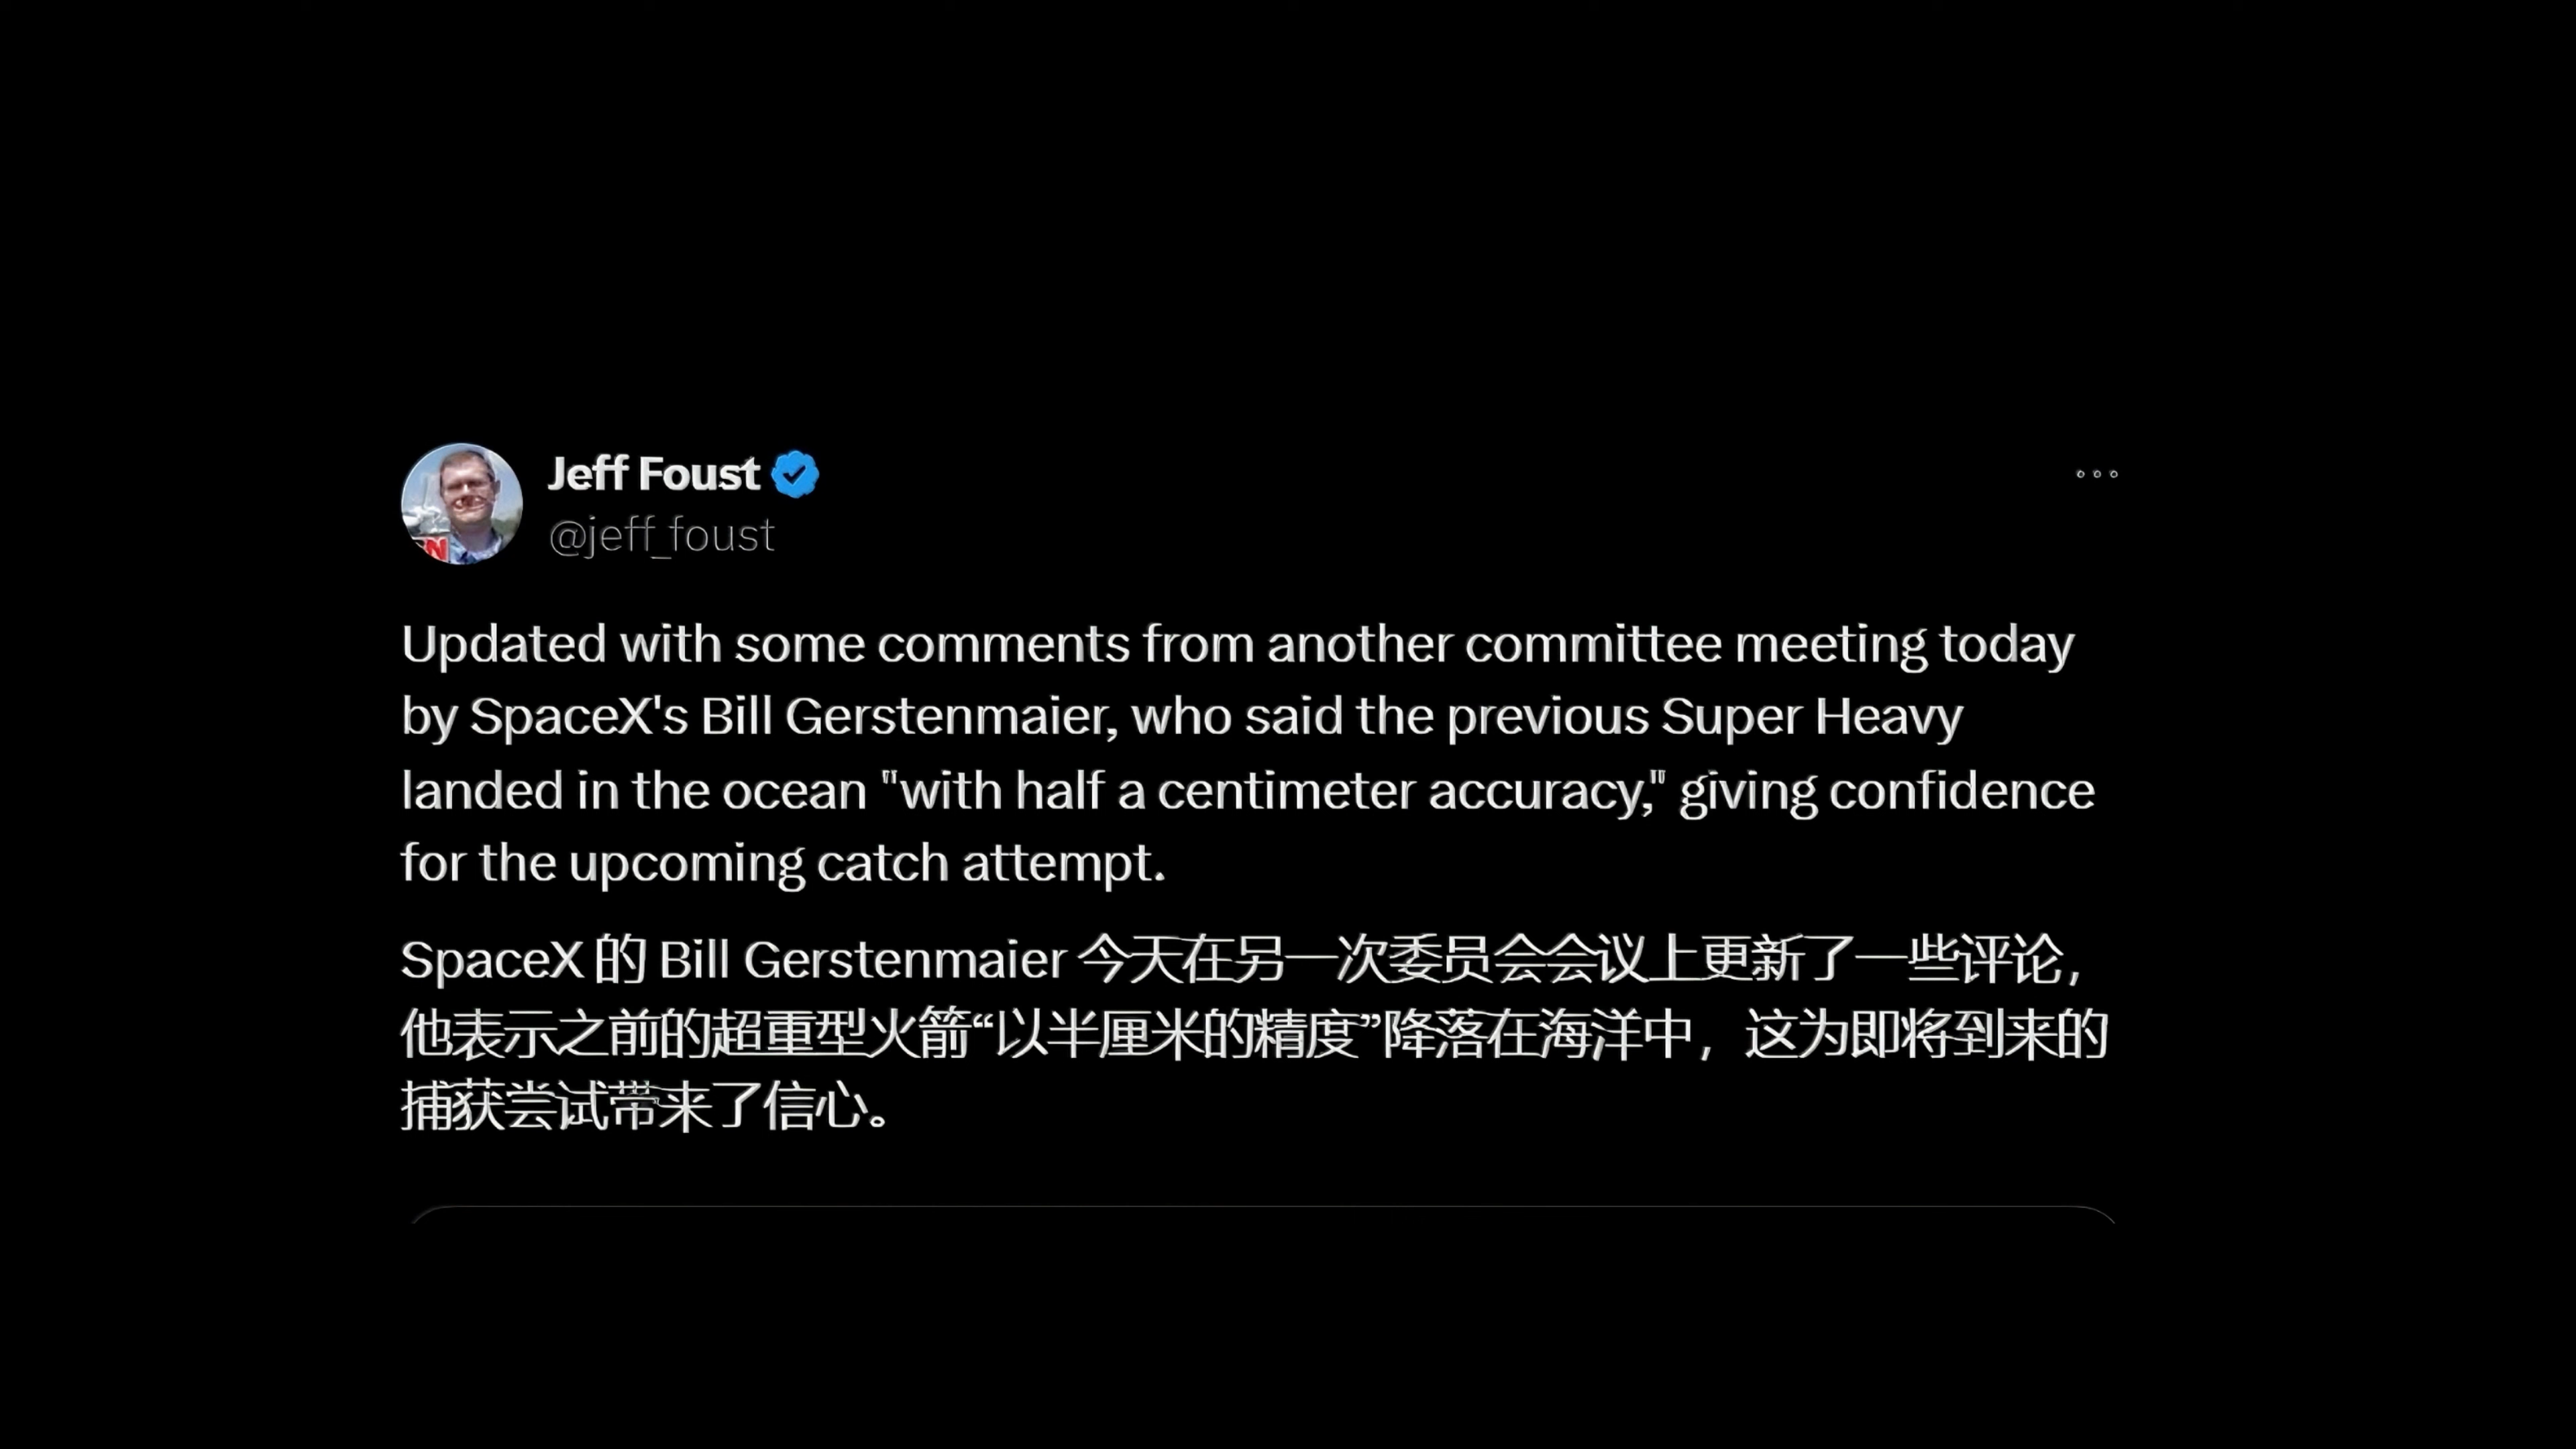 Jeff Foust
@jeff_foust
Updated with some comments from another committee meeting today
by SpaceX's Bill Gerstenmaier, who said the previous Super Heavy
landed in the ocean "with half a centimeter accuracy," giving confidence
for the upcoming catch attempt.
SpaceX 的 Bill Gerstenmaier 今天在另一次委员会会议上更新了一些评论，
他表示之前的超重型火箭“以半厘米的精度”降落在海洋中，这为即将到来的
捕获尝试带来了信心。